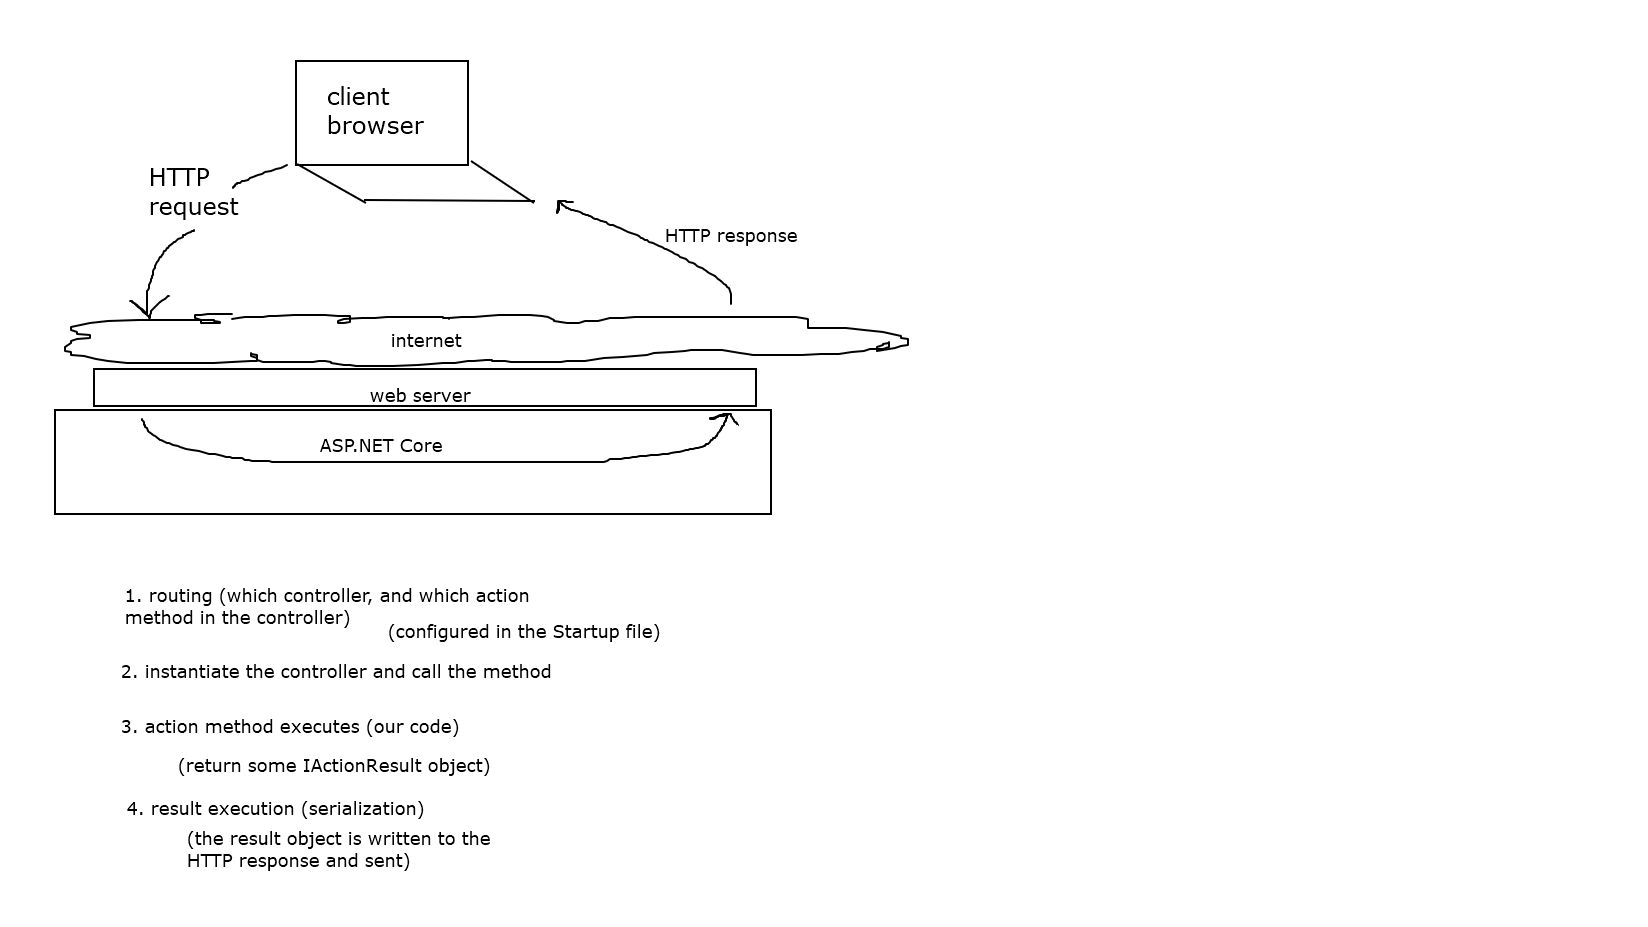 client
browser
HTTP
request
HTTP response
internet
web server
ASP.NET Core
1. routing (which controller, and which action
method in the controller)
(configured in the Startup file)
2. instantiate the controller and call the method
3. action method executes (our code)
(return some IActionResult object)
4. result execution (serialization)
(the result object is written to the
HTTP response and sent)